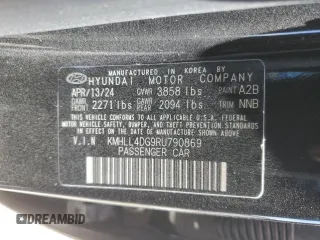 MANUFACTURED IN KOREA BY
HYUNDAI MOTOR COMPANY
APR/13/24 GVWR 3858 lbs PAINT A2B
GAWR FRONT 2271 lbs GAWR REAR 2094 lbs TRIM NNB
THIS VEHICLE CONFORMS TO ALL APPLICABLE
FEDERAL MOTOR VEHICLE SAFETY, BUMPER,
AND THEFT PREVENTION STANDARDS IN
EFFECT ON THE DATE OF MANUFACTURE
SHOWN ABOVE.
V.I.N KMHLL4DG9RU790869
PASSENGER CAR
AUTOBIDMASTER